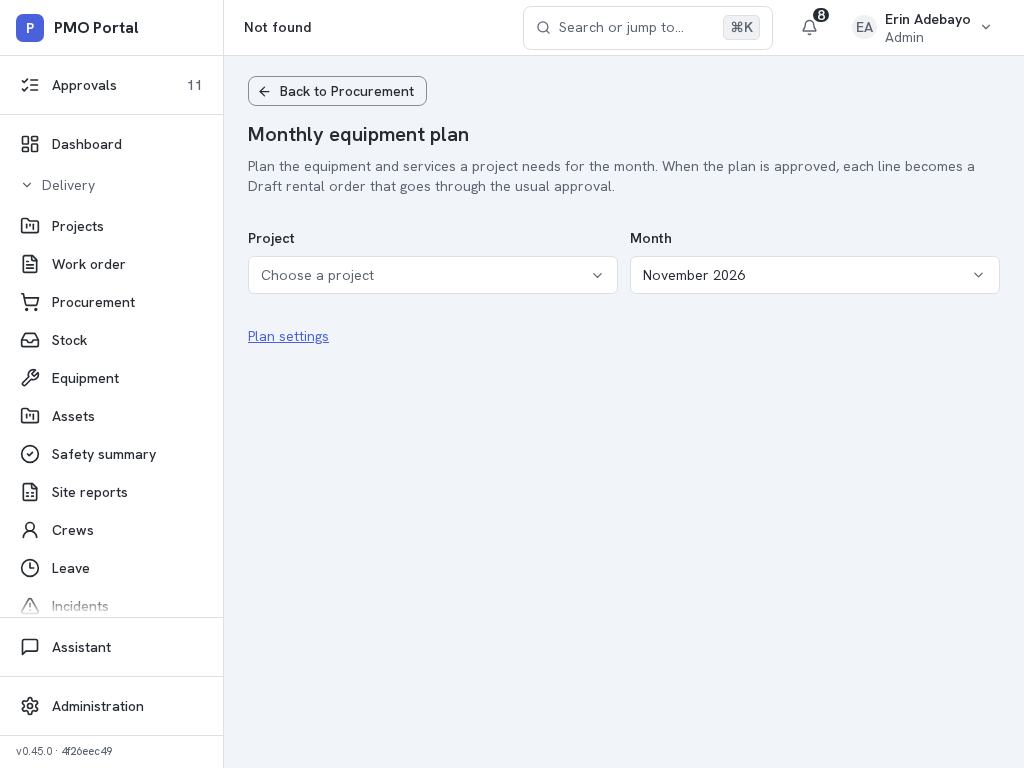 P PMO Portal
Not found
Search or jump to...
⌘K
8
EA
Erin Adebayo
Admin
Approvals 11
Dashboard
Delivery
Projects
Work order
Procurement
Stock
Equipment
Assets
Safety summary
Site reports
Crews
Leave
Incidents
Assistant
Administration
v0.45.0 · 4f26eec49
Back to Procurement
Monthly equipment plan
Plan the equipment and services a project needs for the month. When the plan is approved, each line becomes a
Draft rental order that goes through the usual approval.
Project
Choose a project
Month
November 2026
Plan settings